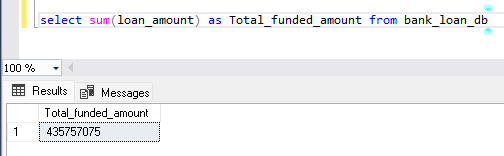 select sum(loan_amount) as Total_funded_amount from bank_loan_db
100 %
Results Messages
Total_funded_amount
1 435757075